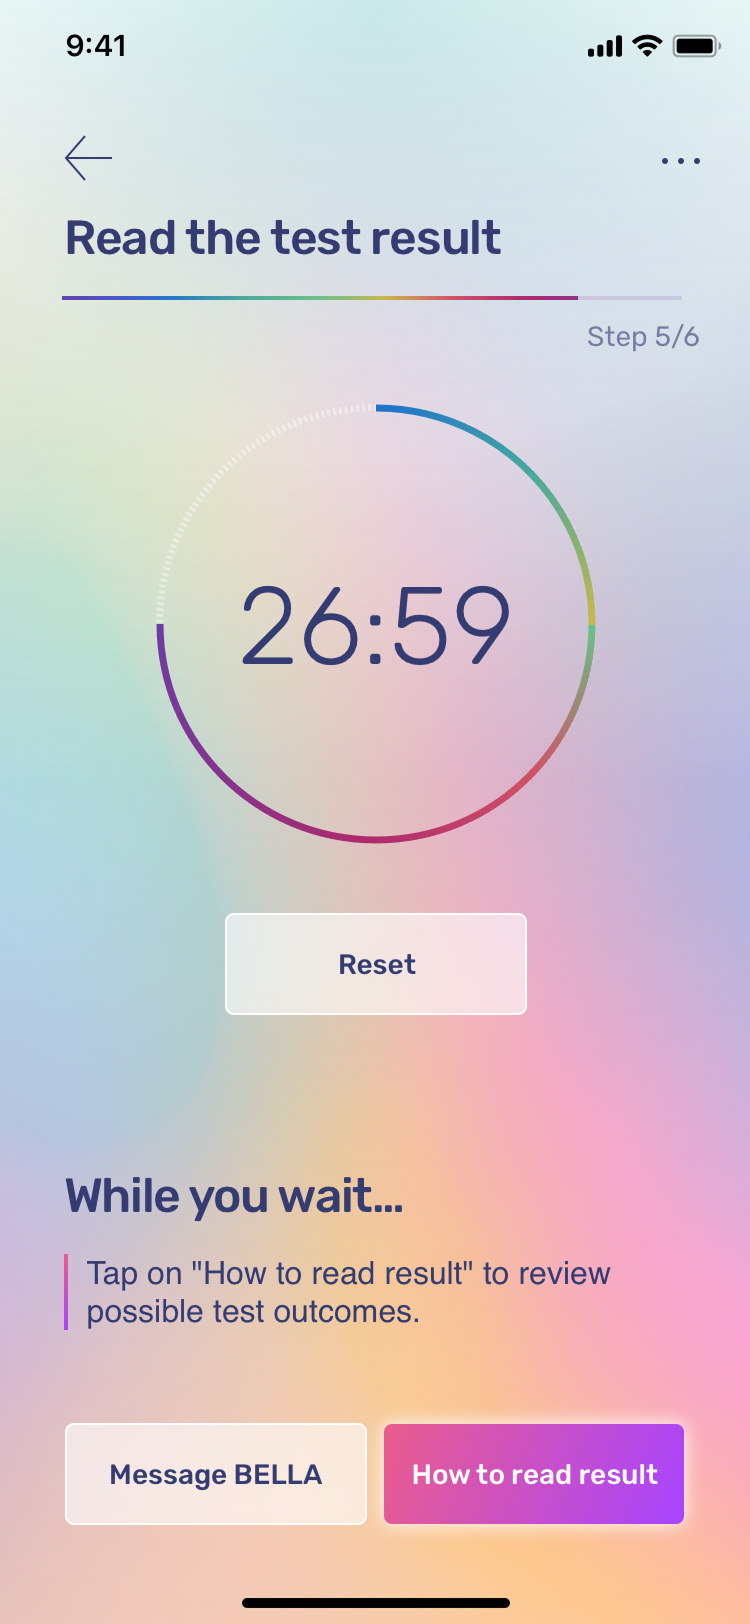 9:41
Read the test result
Step 5/6
26:59
Reset
While you wait...
Tap on "How to read result" to review
possible test outcomes.
Message BELLA
How to read result